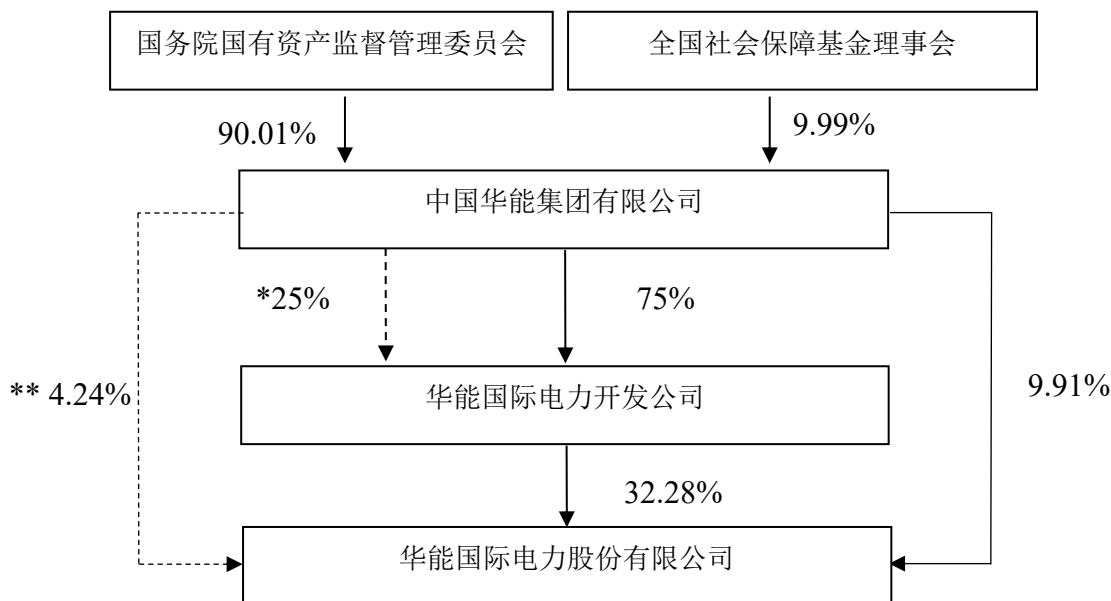 国务院国有资产监督管理委员会
全国社会保障基金理事会
90.01%
9.99%
中国华能集团有限公司
*25%
75%
** 4.24%
华能国际电力开发公司
9.91%
32.28%
华能国际电力股份有限公司